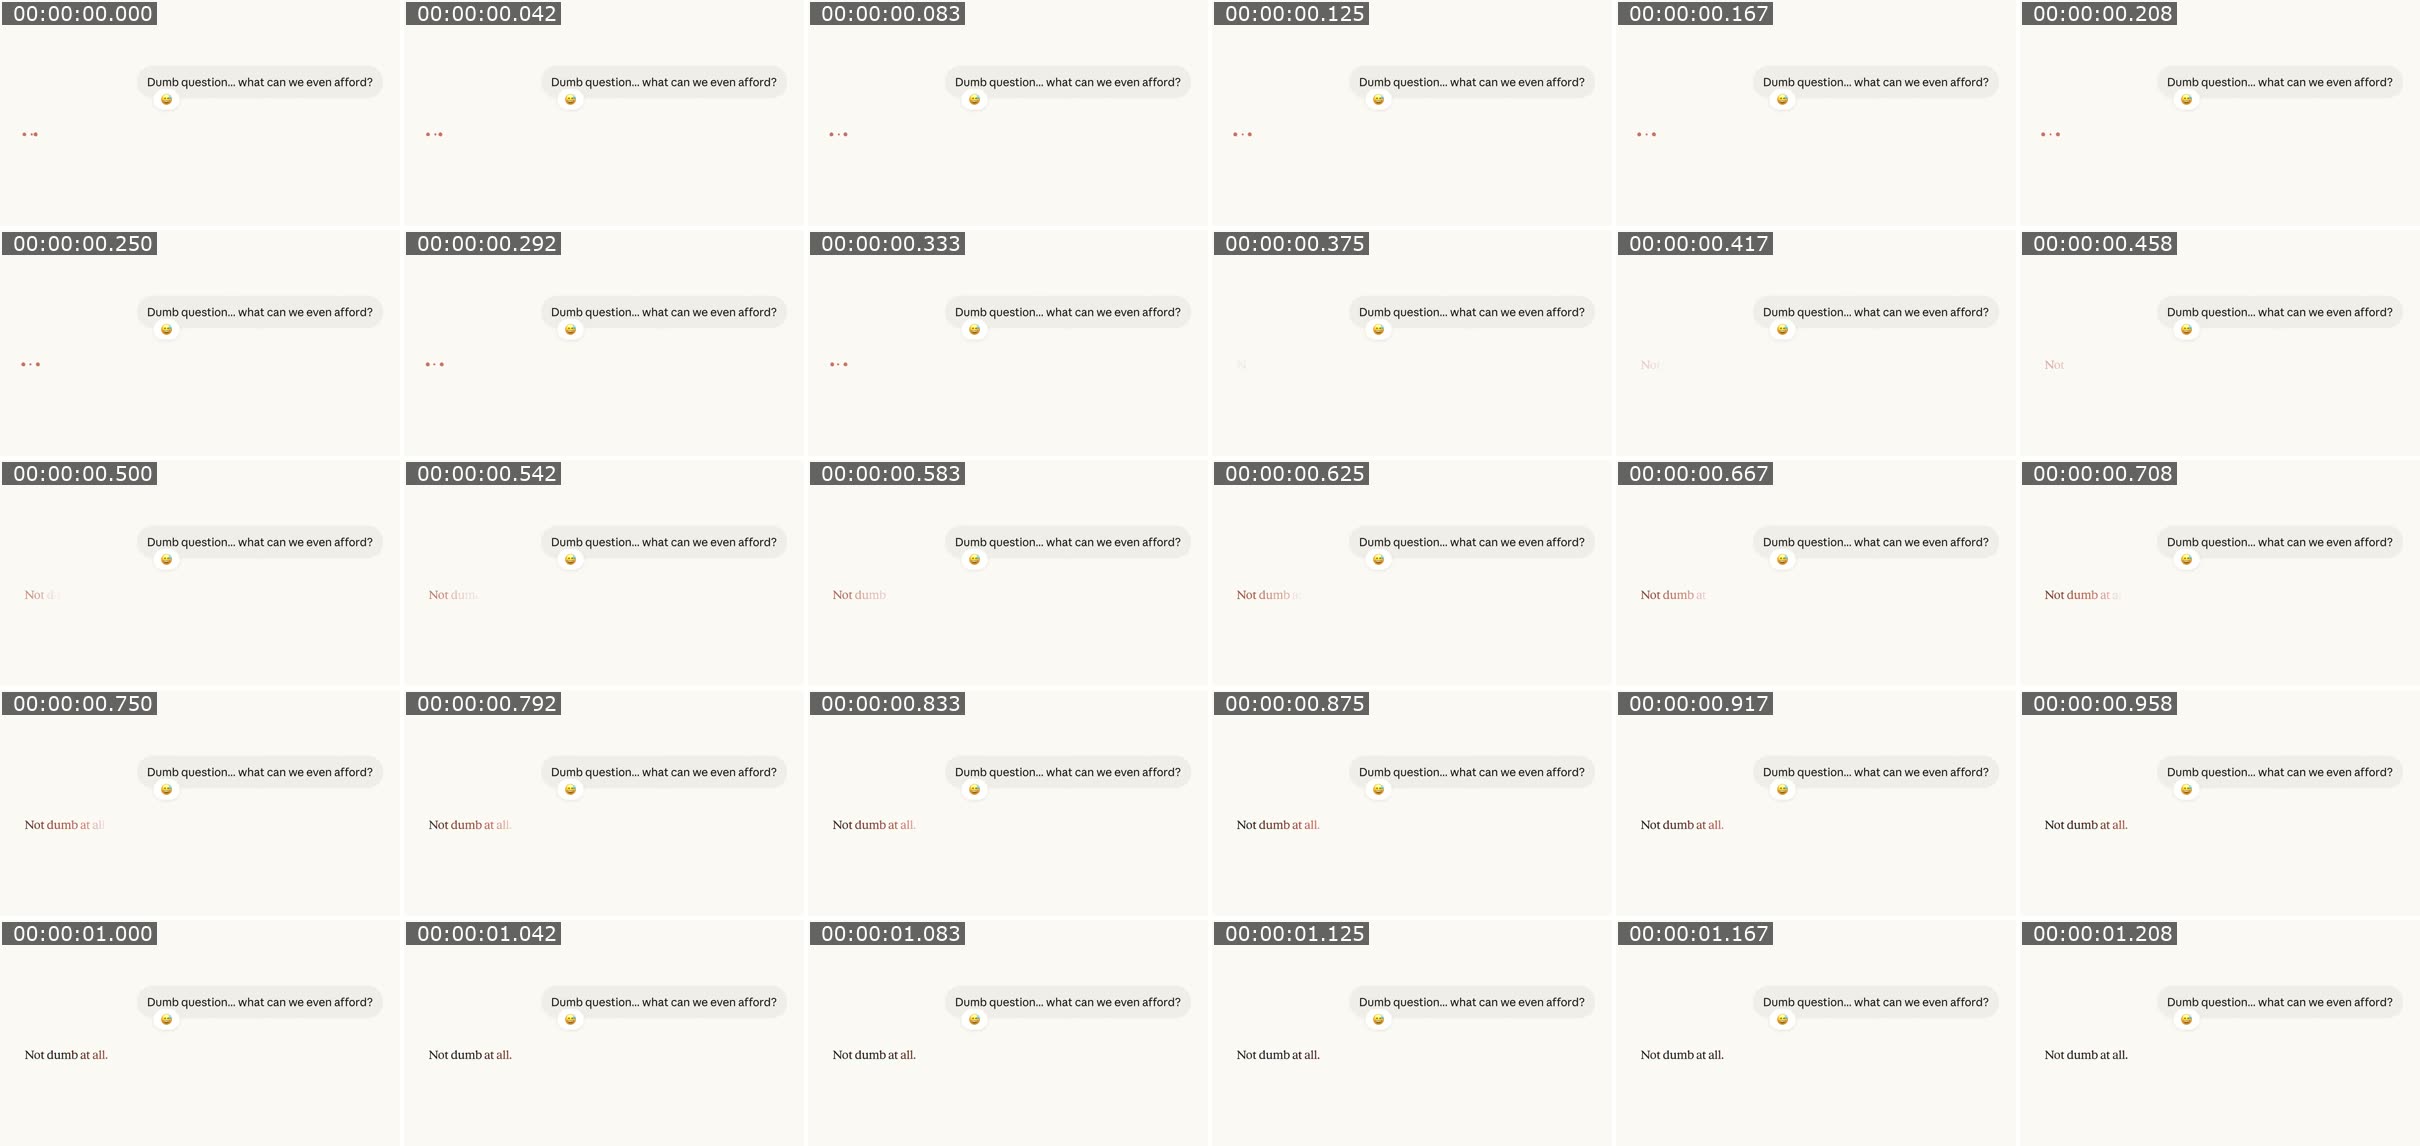 00:00:00.000
Dumb question... what can we even afford?
00:00:00.042
Dumb question... what can we even afford?
00:00:00.083
Dumb question... what can we even afford?
00:00:00.125
Dumb question... what can we even afford?
00:00:00.167
Dumb question... what can we even afford?
00:00:00.208
Dumb question... what can we even afford?
00:00:00.250
Dumb question... what can we even afford?
00:00:00.292
Dumb question... what can we even afford?
00:00:00.333
Dumb question... what can we even afford?
00:00:00.375
Dumb question... what can we even afford?
N
00:00:00.417
Dumb question... what can we even afford?
Not
00:00:00.458
Dumb question... what can we even afford?
Not
00:00:00.500
Dumb question... what can we even afford?
Not d
00:00:00.542
Dumb question... what can we even afford?
Not dum
00:00:00.583
Dumb question... what can we even afford?
Not dumb
00:00:00.625
Dumb question... what can we even afford?
Not dumb a
00:00:00.667
Dumb question... what can we even afford?
Not dumb at
00:00:00.708
Dumb question... what can we even afford?
Not dumb at a
00:00:00.750
Dumb question... what can we even afford?
Not dumb at all
00:00:00.792
Dumb question... what can we even afford?
Not dumb at all.
00:00:00.833
Dumb question... what can we even afford?
Not dumb at all.
00:00:00.875
Dumb question... what can we even afford?
Not dumb at all.
00:00:00.917
Dumb question... what can we even afford?
Not dumb at all.
00:00:00.958
Dumb question... what can we even afford?
Not dumb at all.
00:00:01.000
Dumb question... what can we even afford?
Not dumb at all.
00:00:01.042
Dumb question... what can we even afford?
Not dumb at all.
00:00:01.083
Dumb question... what can we even afford?
Not dumb at all.
00:00:01.125
Dumb question... what can we even afford?
Not dumb at all.
00:00:01.167
Dumb question... what can we even afford?
Not dumb at all.
00:00:01.208
Dumb question... what can we even afford?
Not dumb at all.